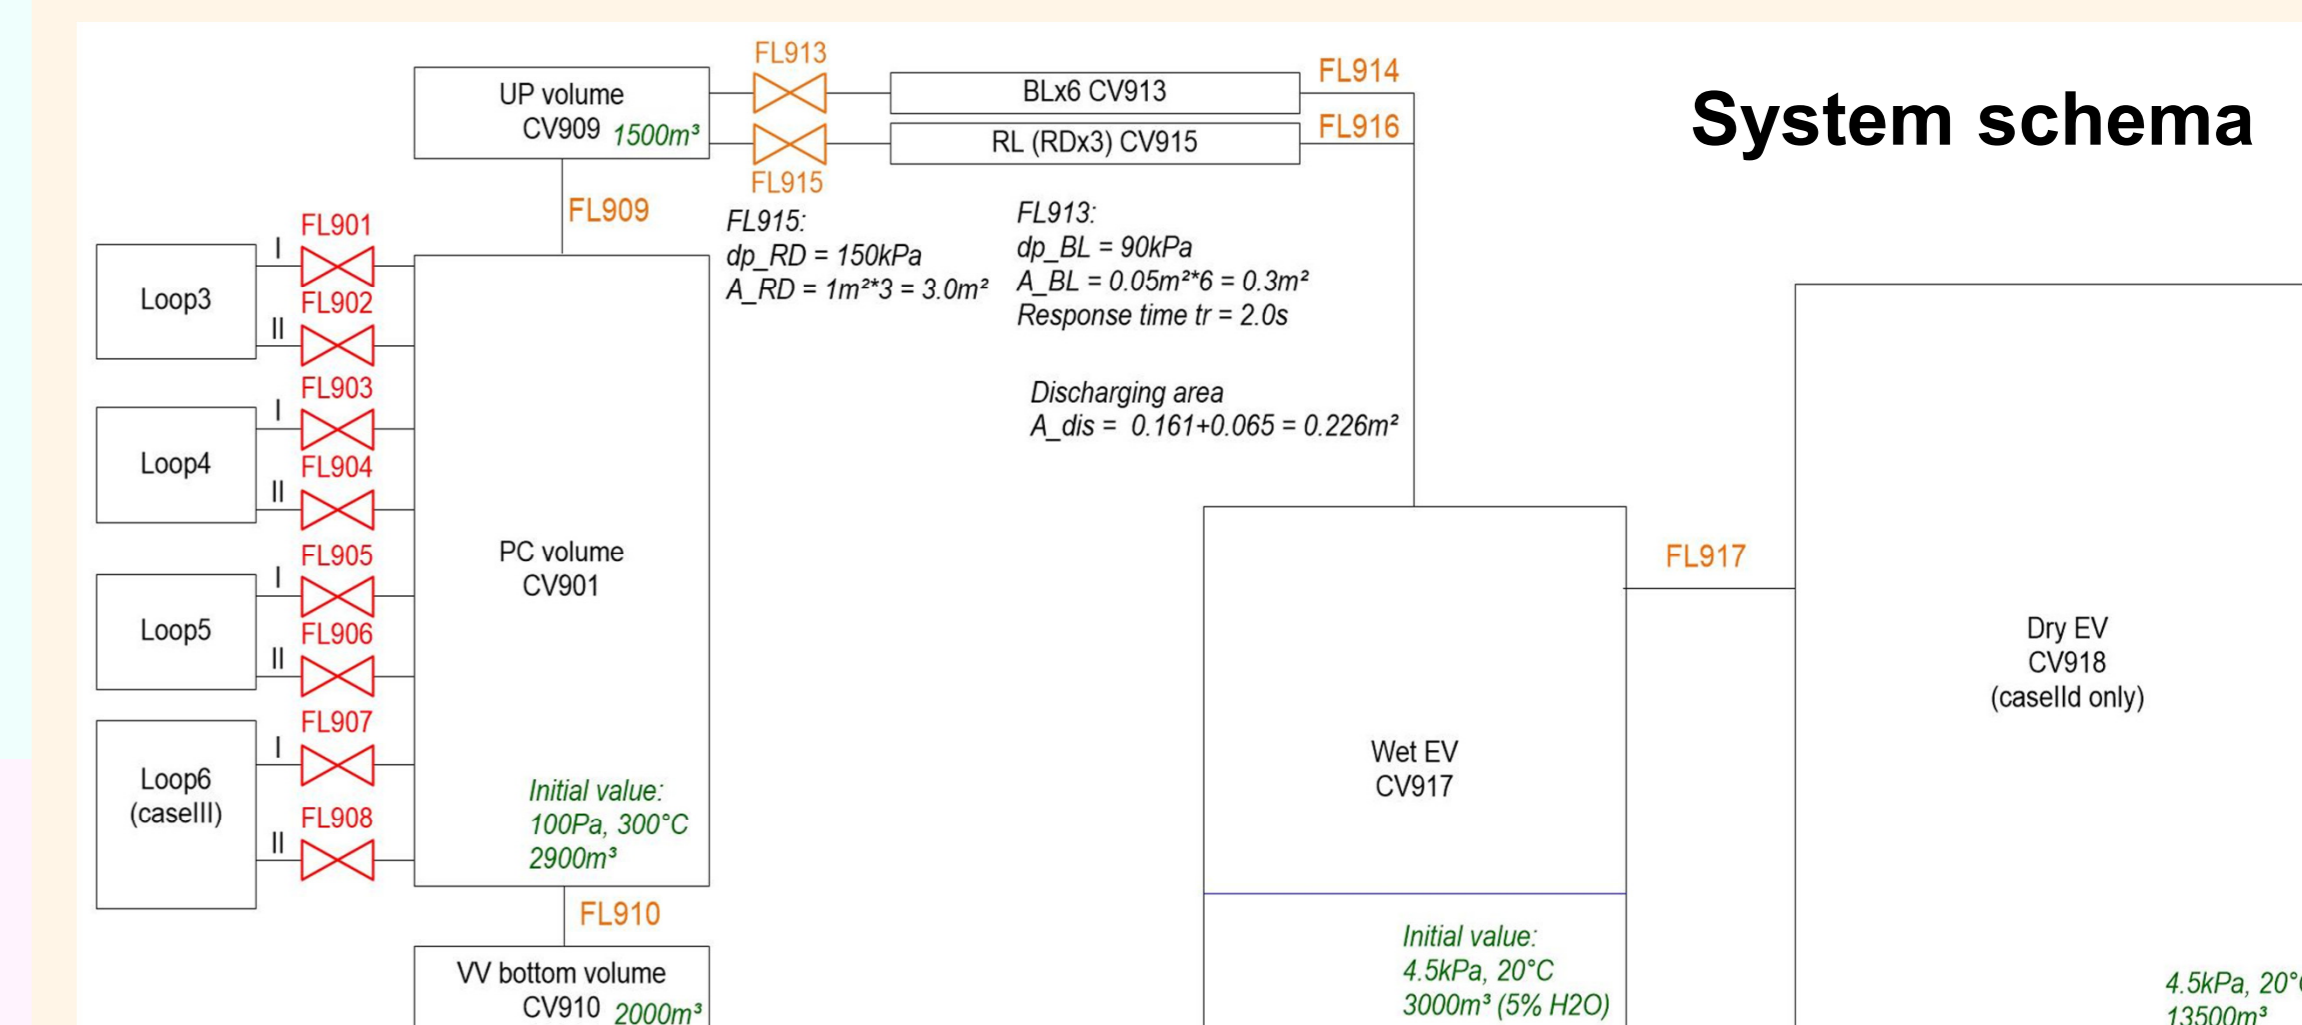 System schema
UP volume
CV909 1500m³
FL913
FL915
BLx6 CV913
RL (RDx3) CV915
FL914
FL916
FL909
FL915:
dp_RD = 150kPa
A_RD = 1m²*3 = 3.0m²
FL913:
dp_BL = 90kPa
A_BL = 0.05m²*6 = 0.3m²
Response time tr = 2.0s
Discharging area
A_dis = 0.161+0.065 = 0.226m²
Loop3
I
FL901
II
FL902
Loop4
I
FL903
II
FL904
Loop5
I
FL905
II
FL906
Loop6
(caseIII)
I
FL907
II
FL908
PC volume
CV901
Initial value:
100Pa, 300°C
2900m³
FL910
VV bottom volume
CV910 2000m³
Wet EV
CV917
Initial value:
4.5kPa, 20°C
3000m³ (5% H2O)
FL917
Dry EV
CV918
(caseIId only)
4.5kPa, 20°C
13500m³